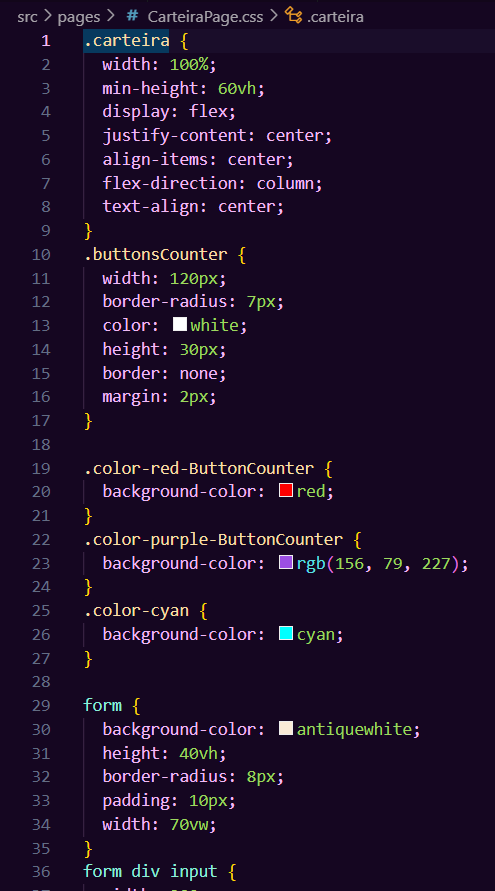 src > pages > # CarteiraPage.css > .carteira
1 .carteira {
2 width: 100%;
3 min-height: 60vh;
4 display: flex;
5 justify-content: center;
6 align-items: center;
7 flex-direction: column;
8 text-align: center;
9 }
10 .buttonsCounter {
11 width: 120px;
12 border-radius: 7px;
13 color: white;
14 height: 30px;
15 border: none;
16 margin: 2px;
17 }
18
19 .color-red-ButtonCounter {
20 background-color: red;
21 }
22 .color-purple-ButtonCounter {
23 background-color: rgb(156, 79, 227);
24 }
25 .color-cyan {
26 background-color: cyan;
27 }
28
29 form {
30 background-color: antiquewhite;
31 height: 40vh;
32 border-radius: 8px;
33 padding: 10px;
34 width: 70vw;
35 }
36 form div input {